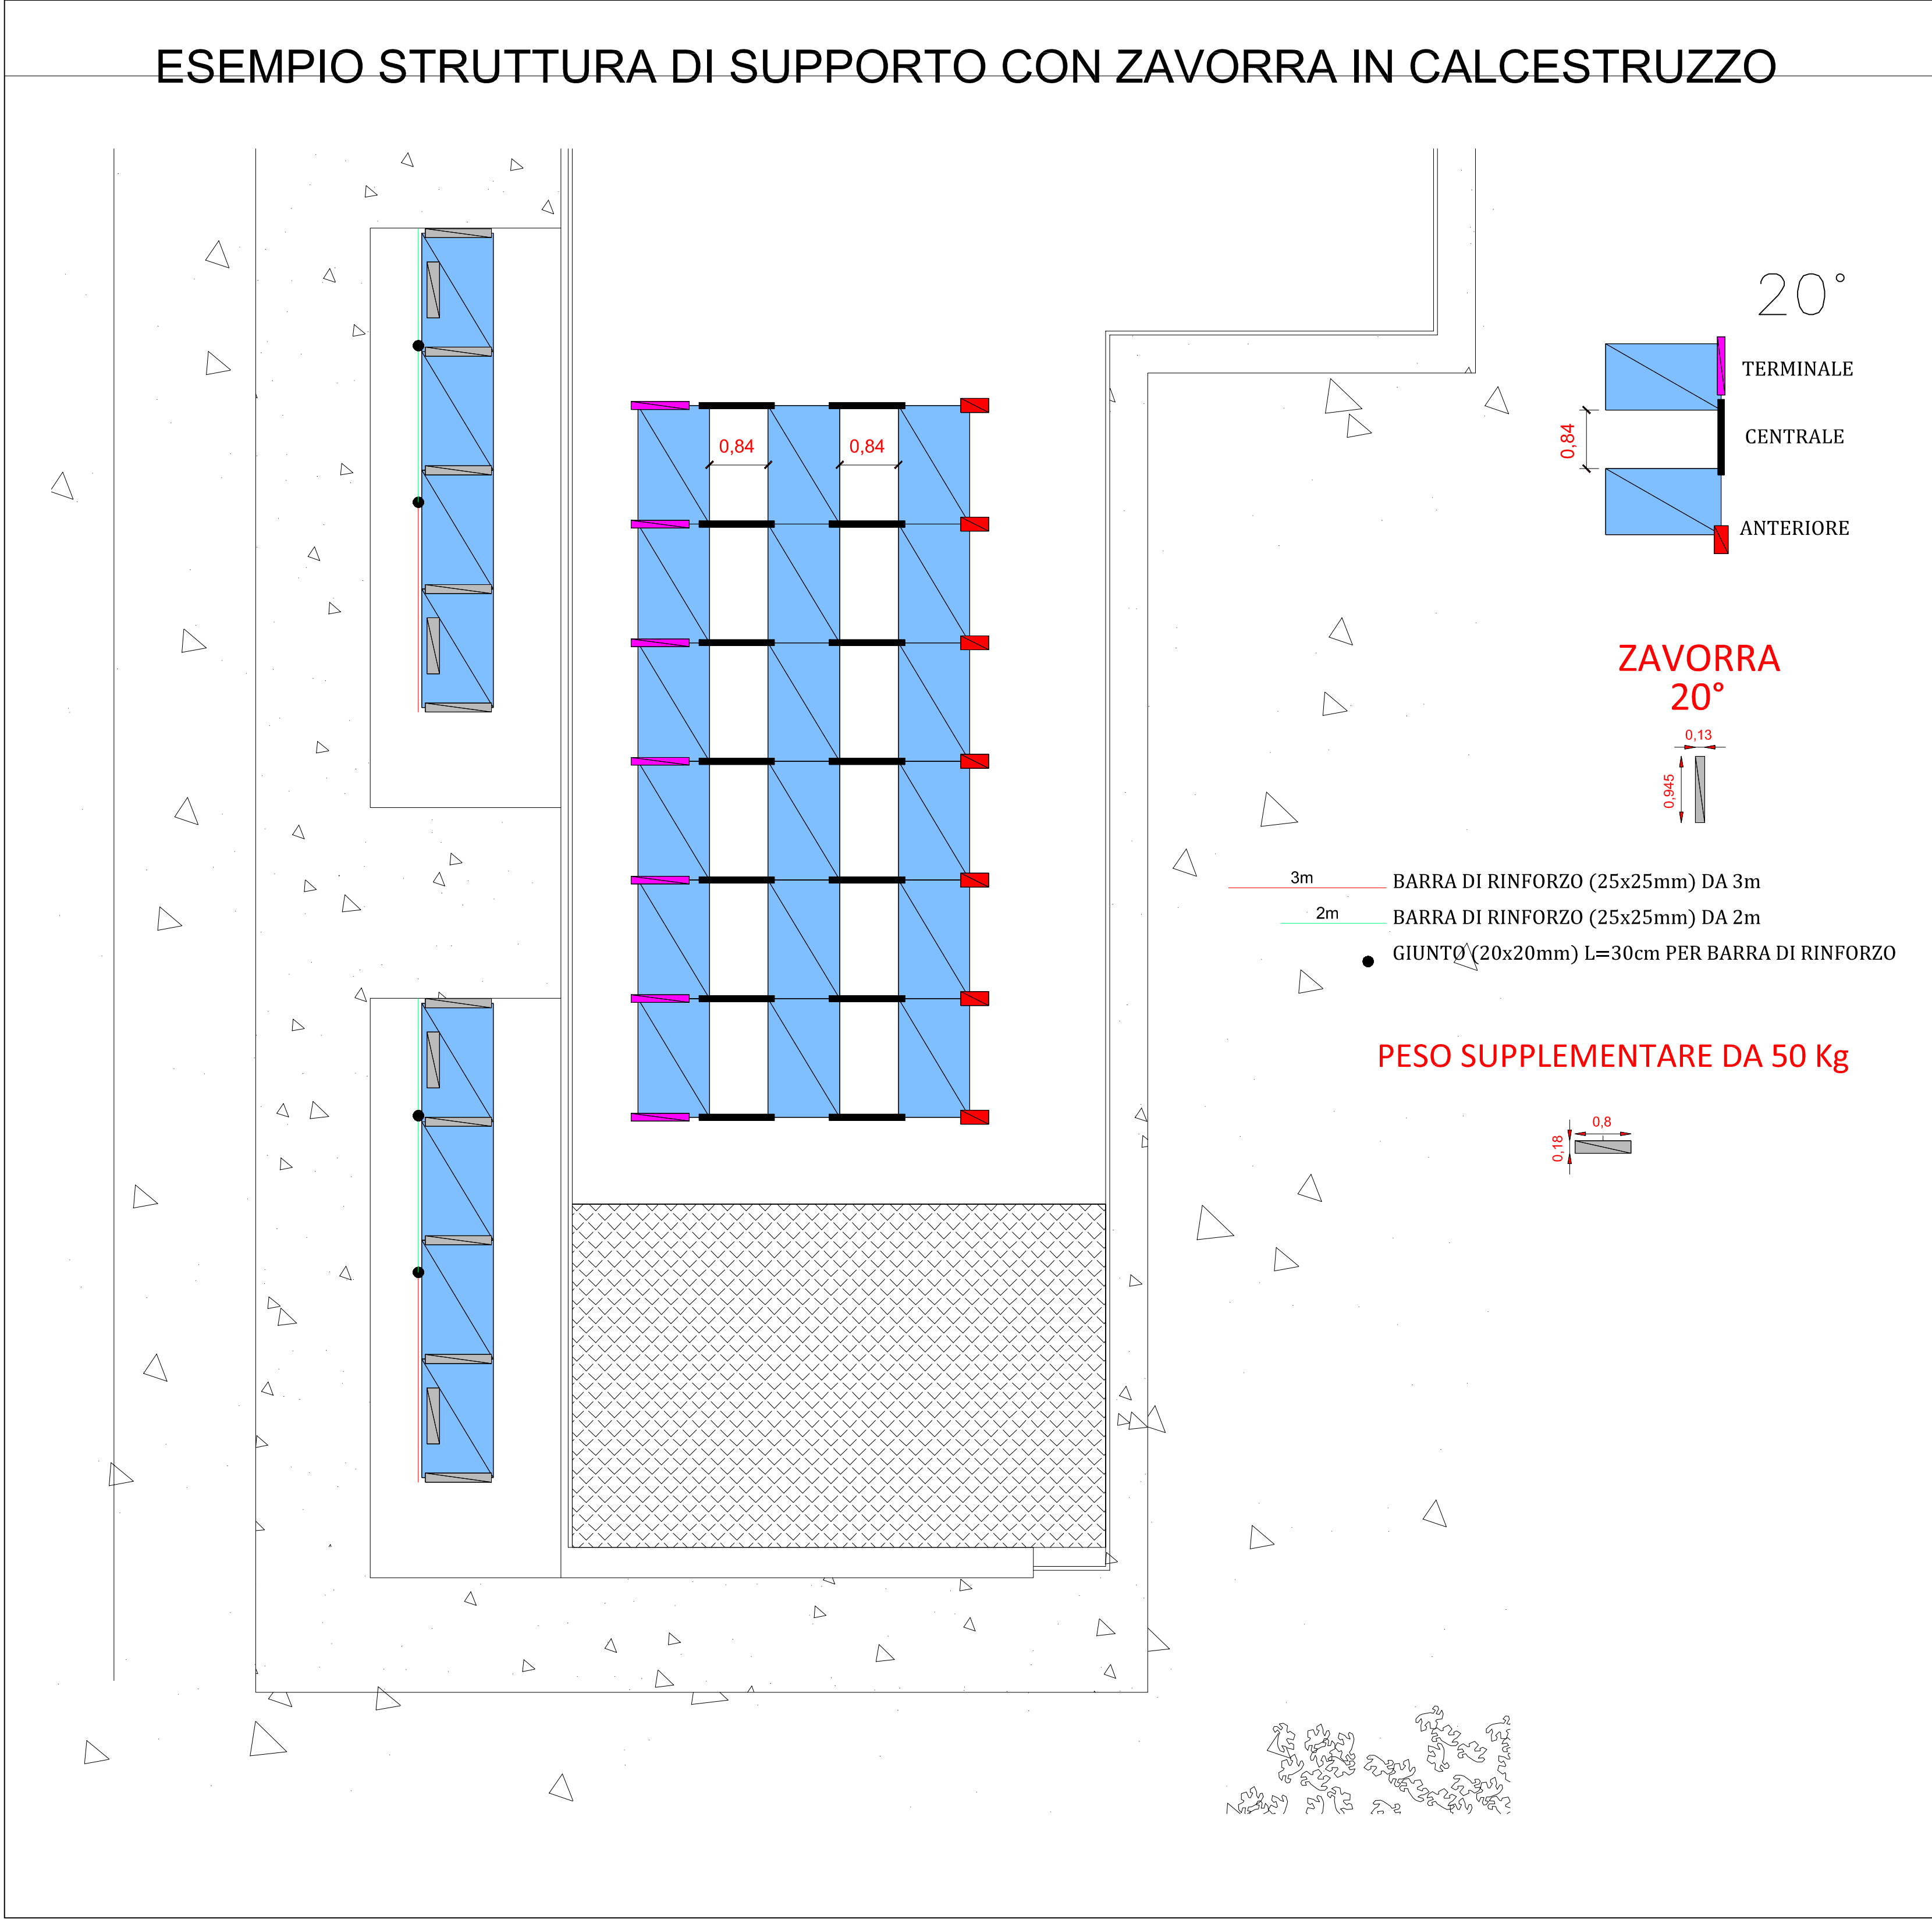 ESEMPIO STRUTTURA DI SUPPORTO CON ZAVORRA IN CALCESTRUZZO
20°
TERMINALE
0,84
CENTRALE
ANTERIORE
0,84
0,84
ZAVORRA
20°
0,13
0,945
3m
BARRA DI RINFORZO (25x25mm) DA 3m
2m
BARRA DI RINFORZO (25x25mm) DA 2m
GIUNTO (20x20mm) L=30cm PER BARRA DI RINFORZO
PESO SUPPLEMENTARE DA 50 Kg
0,8
0,18